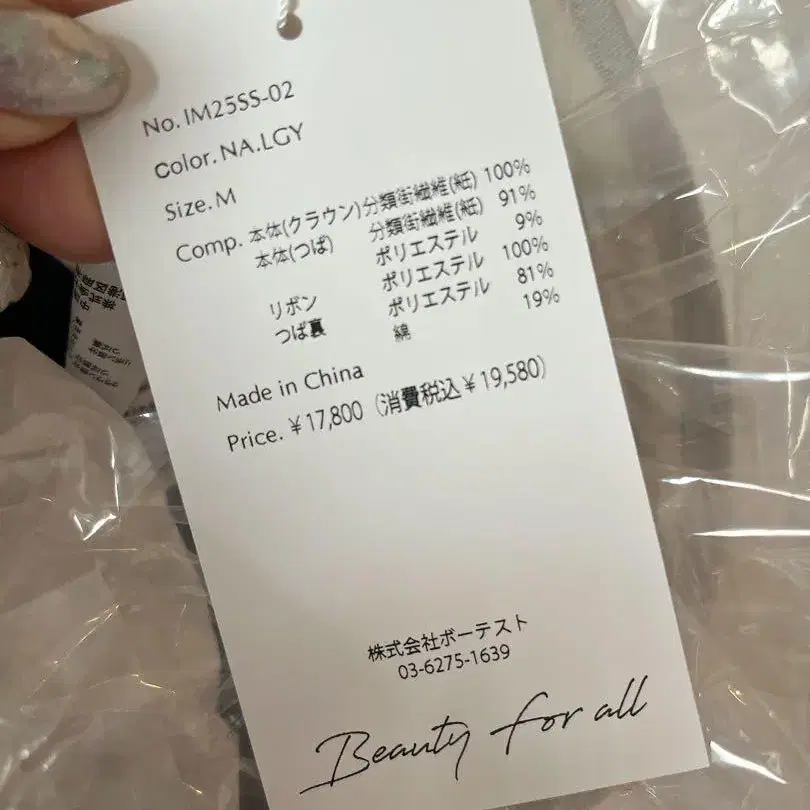 No. IM25SS-02
Color. NA.LGY
Size. M
Comp. 本体(クラウン) 分類街繊維(紙) 100%
本体(つば) 分類街繊維(紙) 91%
ポリエステル 9%
リボン ポリエステル 100%
つば裏 ポリエステル 81%
綿 19%
Made in China
Price. ￥17,800 (消費税込￥19,580)
株式会社ボーテスト
03-6275-1639
Beauty for all